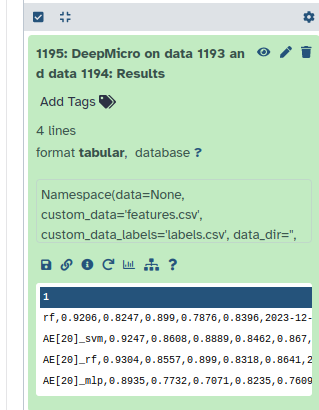 1195: DeepMicro on data 1193 an
d data 1194: Results
Add Tags
4 lines
format tabular, database ?
Namespace(data=None,
custom_data='features.csv',
custom_data_labels='labels.csv', data_dir='',
?
1
rf,0.9206,0.8247,0.899,0.7876,0.8396,2023-12-
AE[20]_svm,0.9247,0.8608,0.8889,0.8462,0.867,
AE[20]_rf,0.9304,0.8557,0.899,0.8318,0.8641,2
AE[20]_mlp,0.8935,0.7732,0.7071,0.8235,0.7609